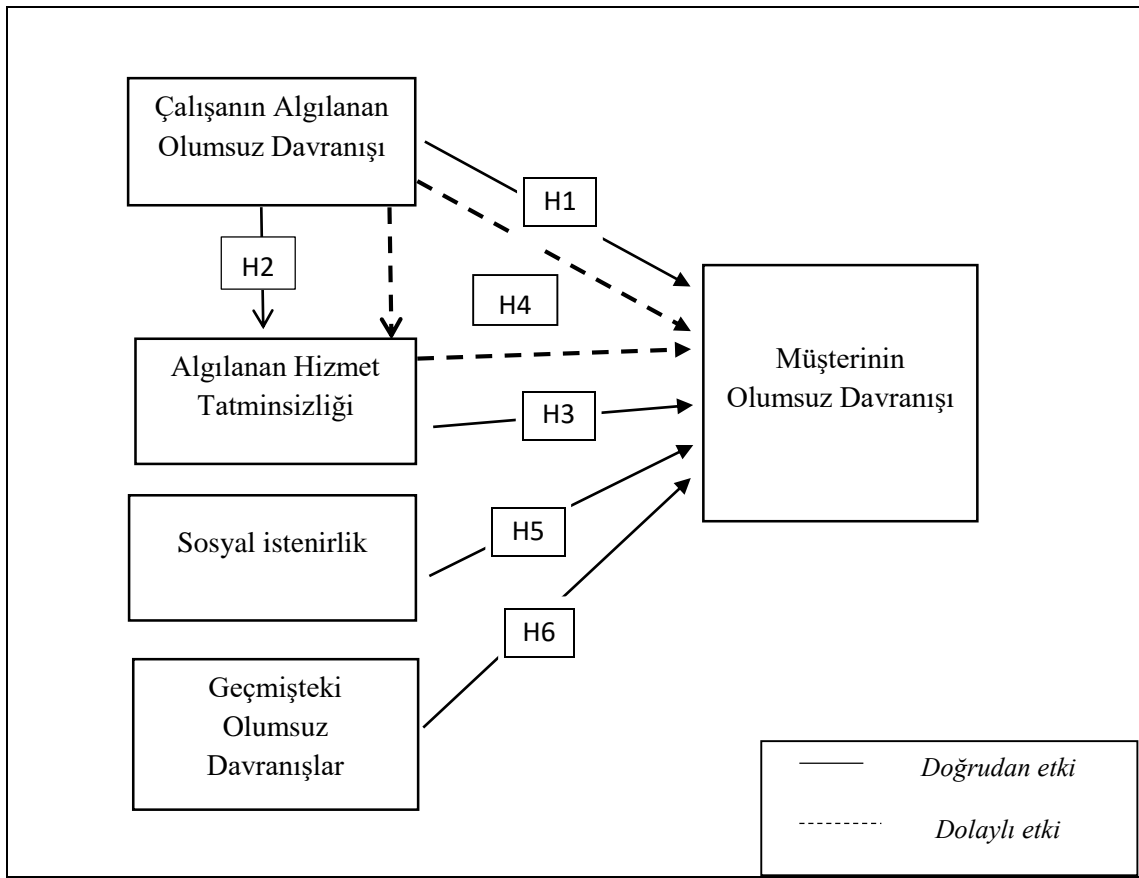 Çalışanın Algılanan
Olumsuz Davranışı
H1
H2
H4
Algılanan Hizmet
Tatminsizliği
Müşterinin
Olumsuz Davranışı
H3
Sosyal istenirlik
H5
H6
Geçmişteki
Olumsuz
Davranışlar
Doğrudan etki
Dolaylı etki